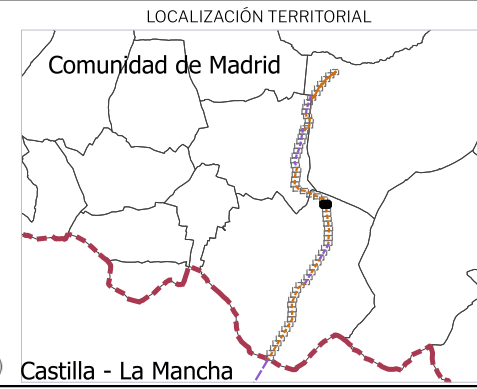 LOCALIZACIÓN TERRITORIAL
Comunidad de Madrid
Castilla - La Mancha